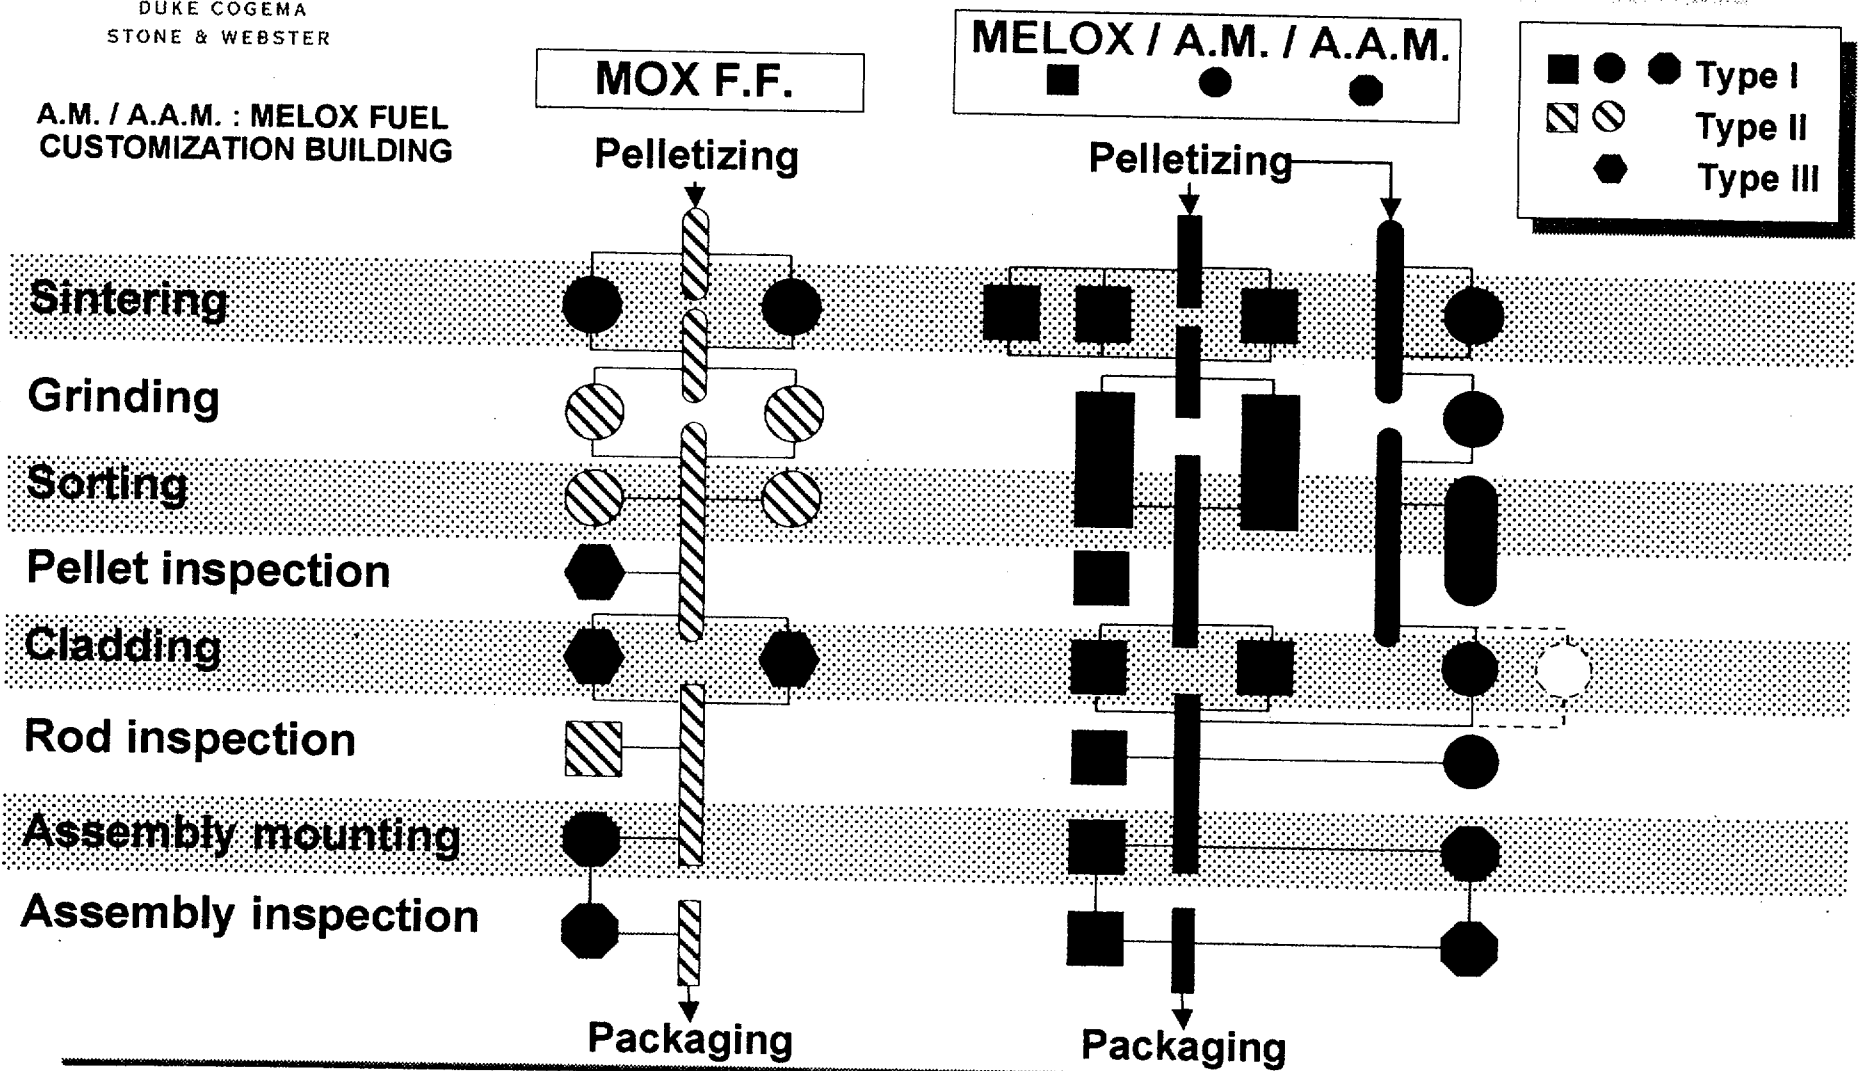 DUKE COGEMA
STONE & WEBSTER
A.M. / A.A.M. : MELOX FUEL
CUSTOMIZATION BUILDING
MOX F.F.
MELOX / A.M. / A.A.M.
Type I
Type II
Type III
Pelletizing
Pelletizing
Sintering
Grinding
Sorting
Pellet inspection
Cladding
Rod inspection
Assembly mounting
Assembly inspection
Packaging
Packaging